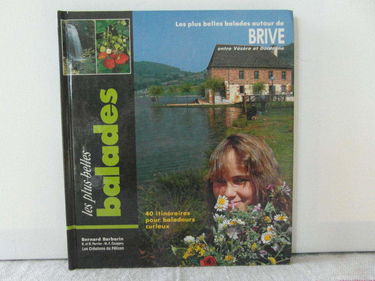 Les plus belles balades autour de
BRIVE
entre Vézère et Dordogne
les plus belles
balades
40 itinéraires
pour baladeurs
curieux
Bernard Barbarin
Les Créations du Pélican